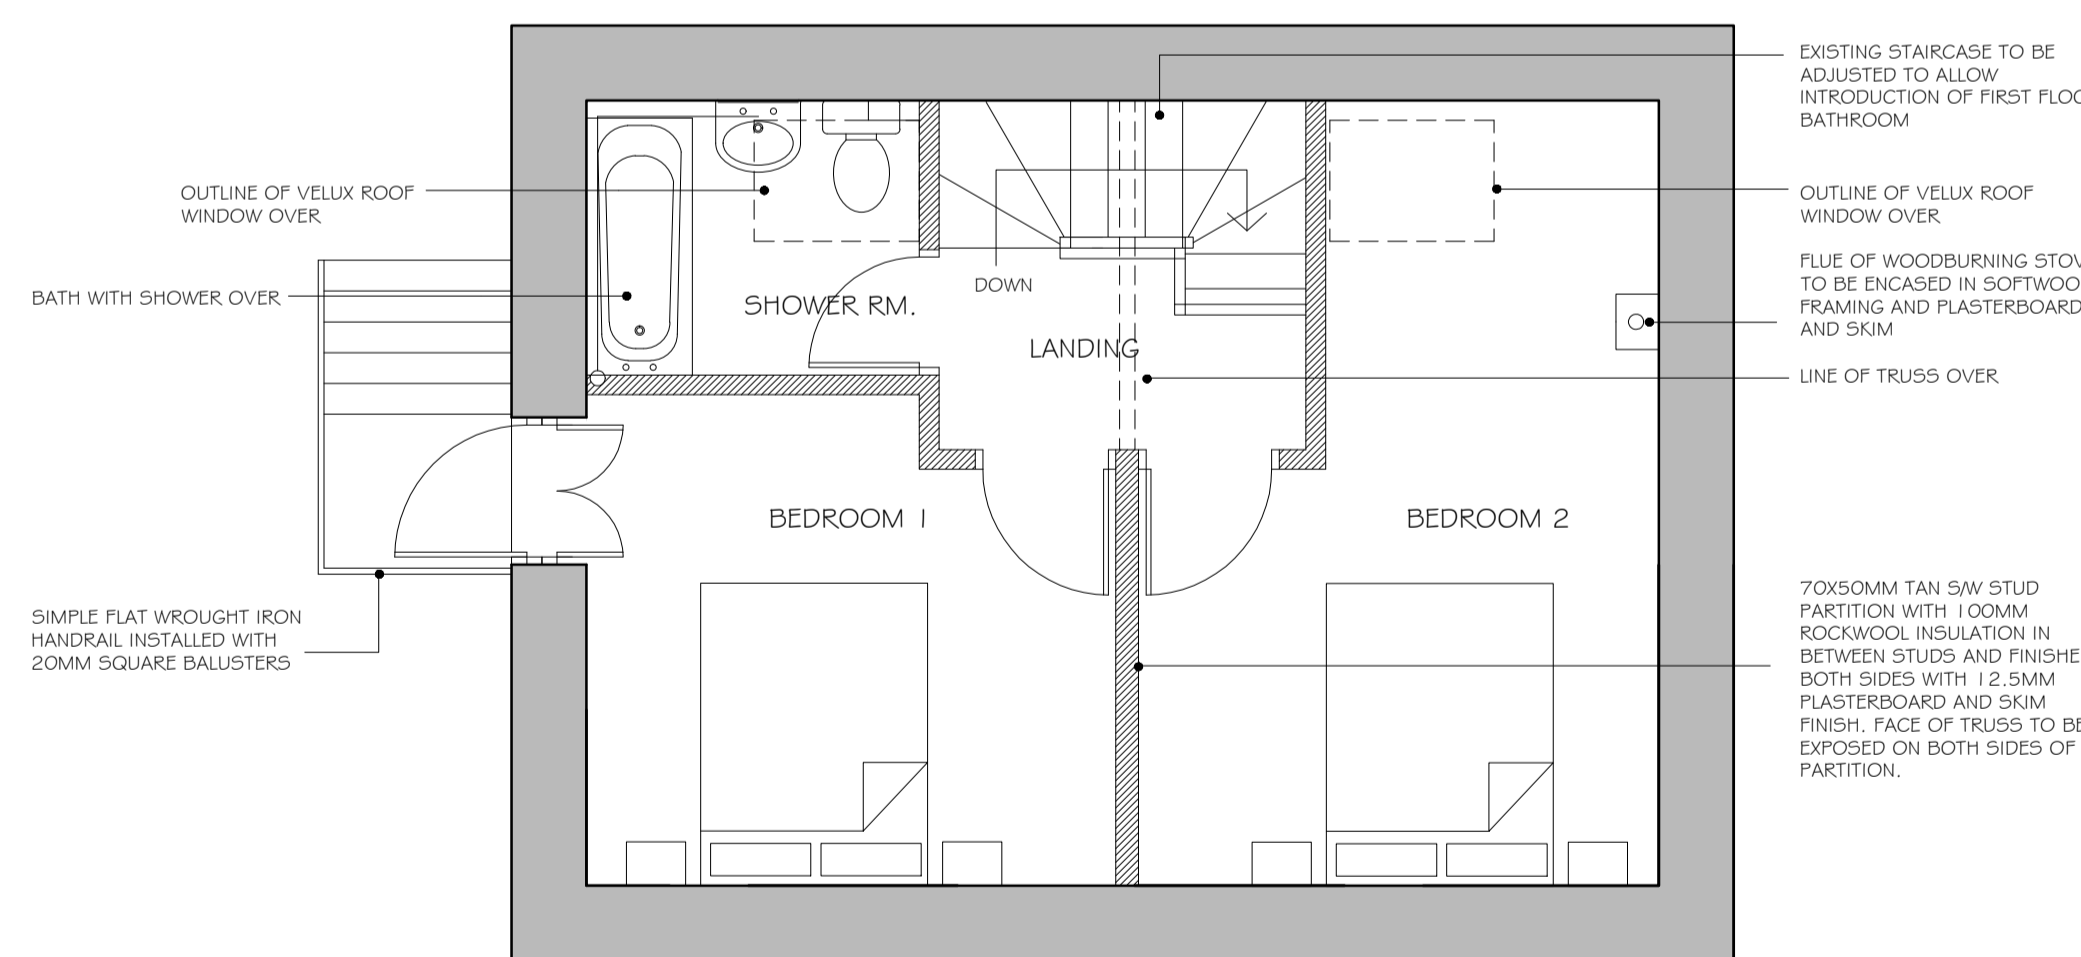 EXISTING STAIRCASE TO BE
ADJUSTED TO ALLOW
INTRODUCTION OF FIRST FLOO
BATHROOM
OUTLINE OF VELUX ROOF
WINDOW OVER
OUTLINE OF VELUX ROOF
WINDOW OVER
FLUE OF WOODBURNING STOV
TO BE ENCASED IN SOFTWOO
FRAMING AND PLASTERBOARD
AND SKIM
BATH WITH SHOWER OVER
SHOWER RM.
DOWN
LANDING
LINE OF TRUSS OVER
BEDROOM 1
BEDROOM 2
SIMPLE FLAT WROUGHT IRON
HANDRAIL INSTALLED WITH
20MM SQUARE BALUSTERS
70X50MM TAN S/W STUD
PARTITION WITH 100MM
ROCKWOOL INSULATION IN
BETWEEN STUDS AND FINISHE
BOTH SIDES WITH 12.5MM
PLASTERBOARD AND SKIM
FINISH. FACE OF TRUSS TO BE
EXPOSED ON BOTH SIDES OF
PARTITION.